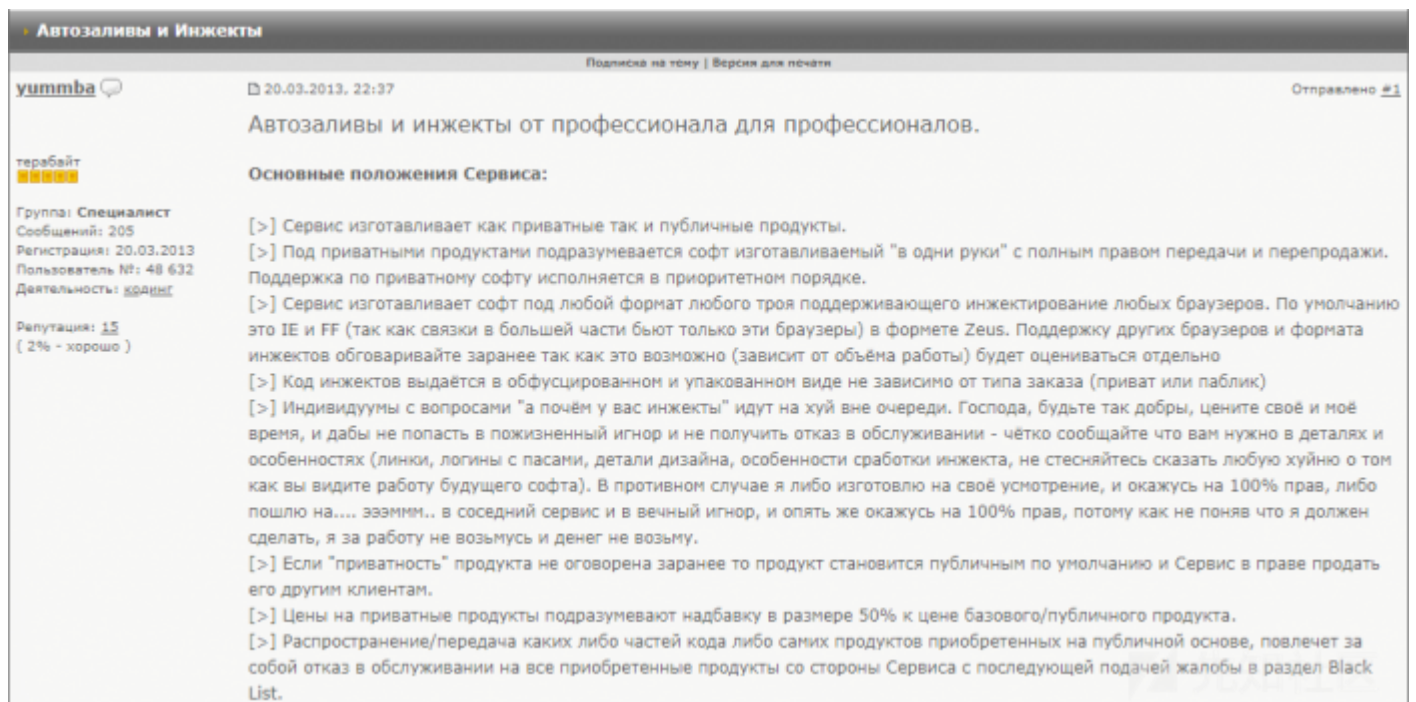 Автозаливы и Инжекты
Подписка на тему | Версия для печати
yummba
20.03.2013, 22:37
Отправлено #1
Автозаливы и инжекты от профессионала для профессионалов.
терабайт
Основные положения Сервиса:
Группа: Специалист
Сообщений: 205
Регистрация: 20.03.2013
Пользователь №: 48 632
Деятельность: кодинг
Репутация: 15
( 2% - хорошо )
[>] Сервис изготавливает как приватные так и публичные продукты.
[>] Под приватными продуктами подразумевается софт изготавливаемый "в одни руки" с полным правом передачи и перепродажи.
Поддержка по приватному софту исполняется в приоритетном порядке.
[>] Сервис изготавливает софт под любой формат любого троя поддерживающего инжектирование любых браузеров. По умолчанию
это IE и FF (так как связки в большей части бьют только эти браузеры) в формете Zeus. Поддержку других браузеров и формата
инжектов обговаривайте заранее так как это возможно (зависит от объёма работы) будет оцениваться отдельно
[>] Код инжектов выдаётся в обфусцированном и упакованном виде не зависимо от типа заказа (приват или паблик)
[>] Индивидуумы с вопросами "а почём у вас инжекты" идут на хуй вне очереди. Господа, будьте так добры, цените своё и моё
время, и дабы не попасть в пожизненный игнор и не получить отказ в обслуживании - чётко сообщайте что вам нужно в деталях и
особенностях (линки, логины с пасами, детали дизайна, особенности сработки инжекта, не стесняйтесь сказать любую хуйню о том
как вы видите работу будущего софта). В противном случае я либо изготовлю на своё усмотрение, и окажусь на 100% прав, либо
пошлю на.... эээммм.. в соседний сервис и в вечный игнор, и опять же окажусь на 100% прав, потому как не поняв что я должен
сделать, я за работу не возьмусь и денег не возьму.
[>] Если "приватность" продукта не оговорена заранее то продукт становится публичным по умолчанию и Сервис в праве продать
его другим клиентам.
[>] Цены на приватные продукты подразумевают надбавку в размере 50% к цене базового/публичного продукта.
[>] Распространение/передача каких либо частей кода либо самих продуктов приобретенных на публичной основе, повлечет за
собой отказ в обслуживании на все приобретенные продукты со стороны Сервиса с последующей подачей жалобы в раздел Black
List.